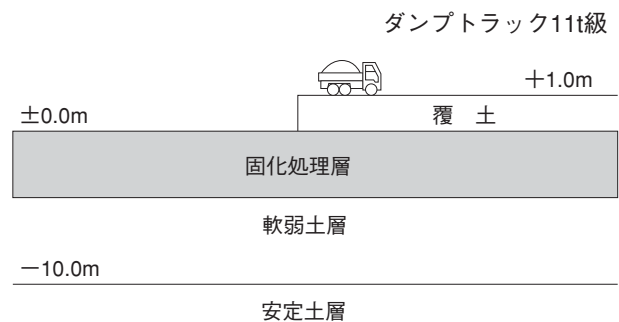 ダンプトラック11t級
+1.0m
±0.0m
覆 土
固化処理層
軟弱土層
−10.0m
安定土層